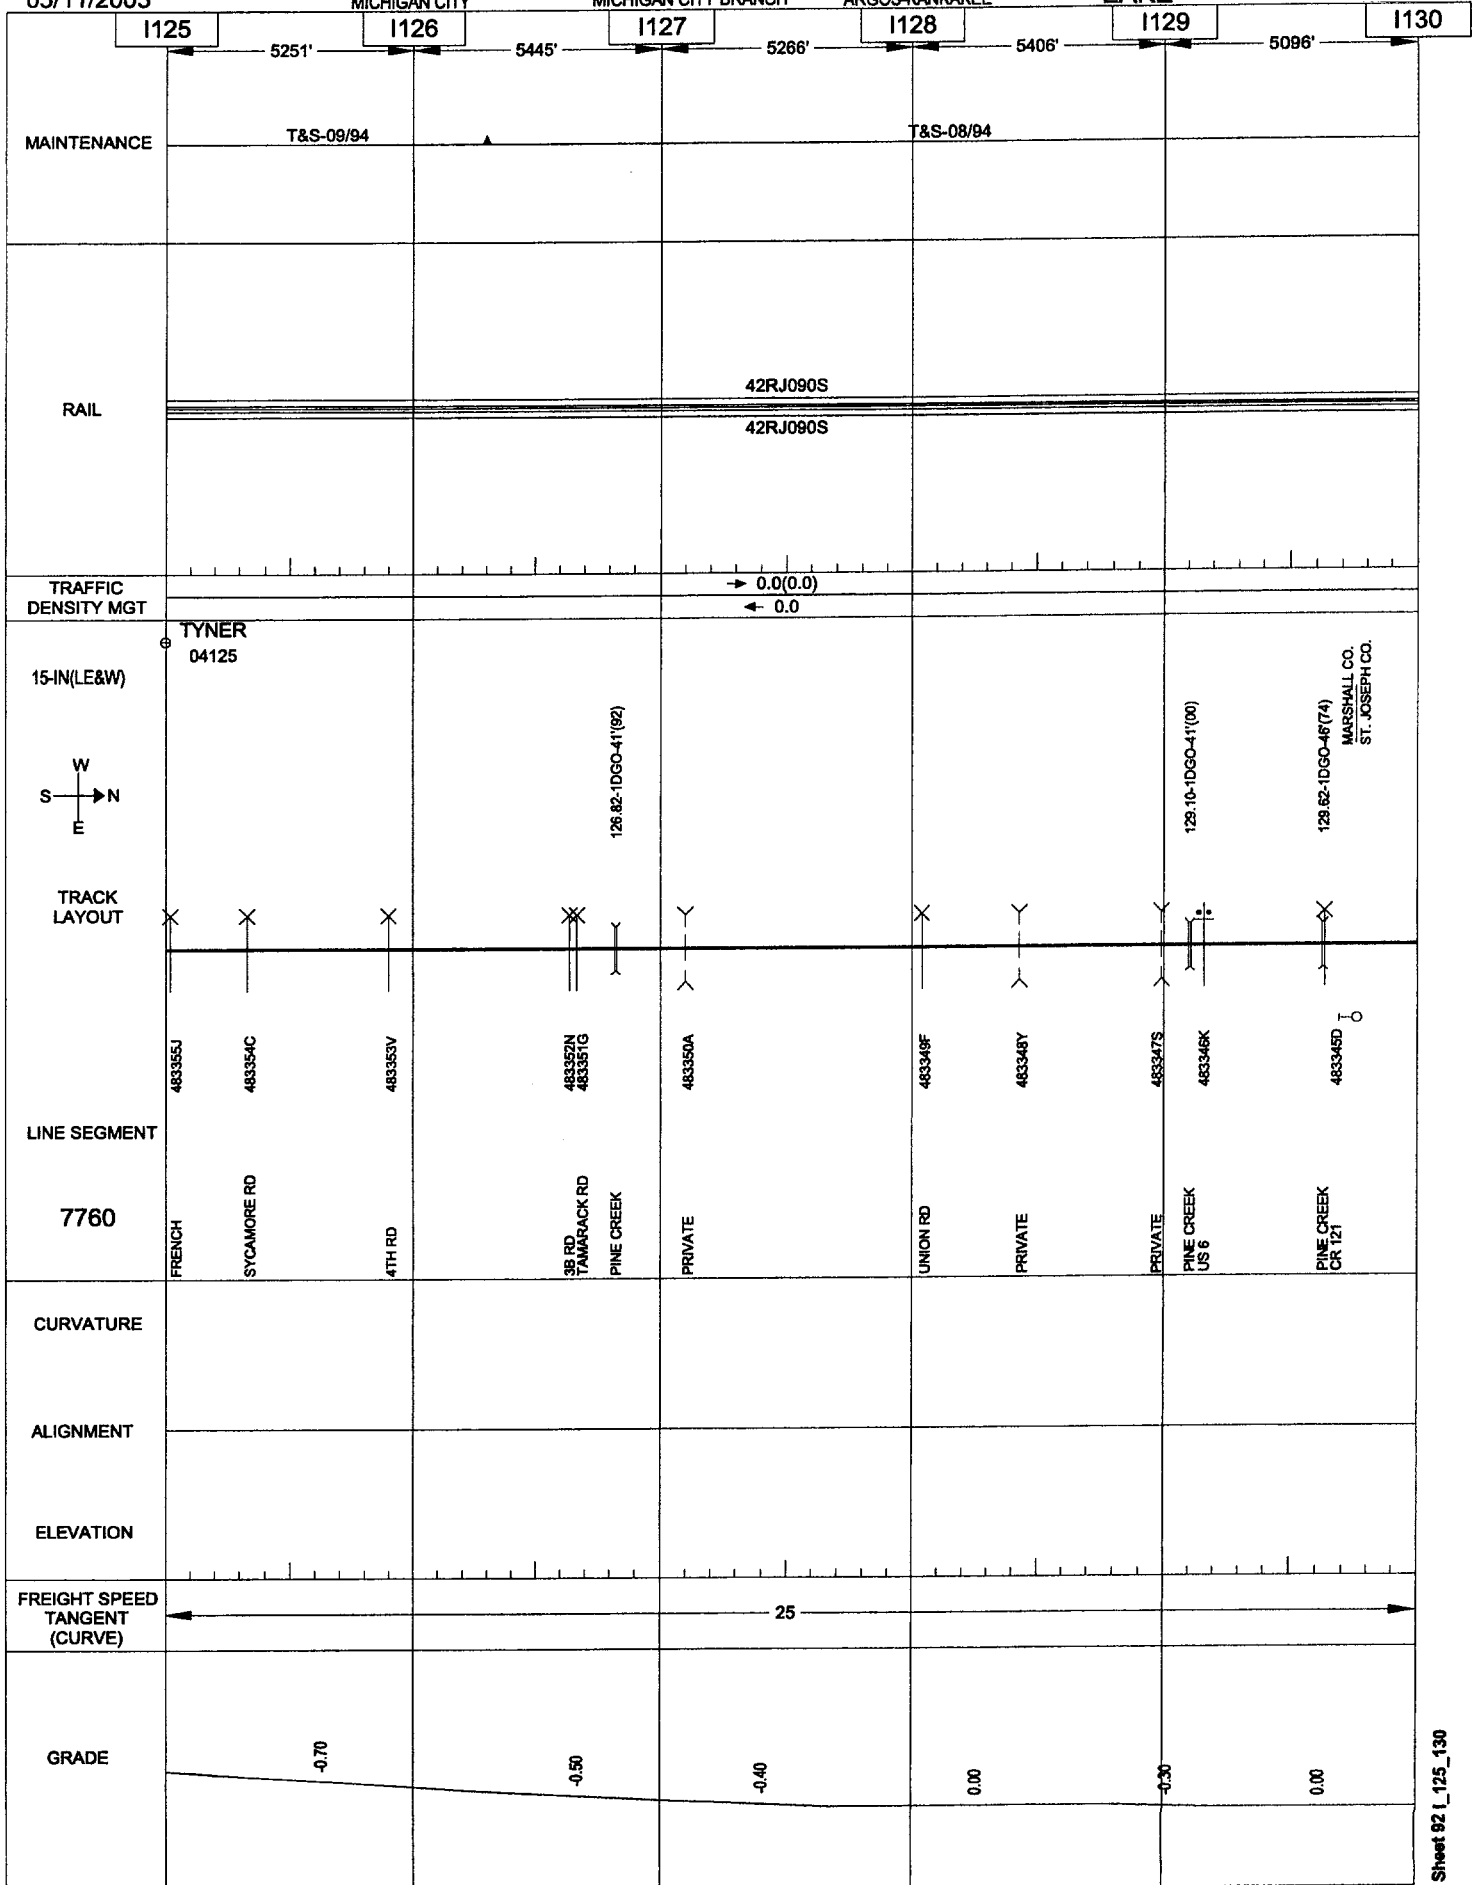 MICHIGAN CITY
MICHIGAN CITY BRANCH
I125 I126 I127 I128 I129 I130
5251' 5445' 5266' 5406' 5096'
MAINTENANCE
T&S-09/94
T&S-08/94
RAIL
42RJ090S
42RJ090S
TRAFFIC
DENSITY MGT
→ 0.0(0.0)
← 0.0
TYNER
04125
15-IN(LE&W)
W
S N
E
126.82-1DGO-41'(92)
129.10-1DGO-41'(00)
129.62-1DGO-46'(74)
MARSHALL CO.
ST. JOSEPH CO.
TRACK
LAYOUT
483355J
483354C
483353V
483352N
483351G
483350A
483349F
483348Y
483347S
483346K
483345D
LINE SEGMENT
7760
FRENCH
SYCAMORE RD
4TH RD
3B RD
TAMARACK RD
PINE CREEK
PRIVATE
UNION RD
PRIVATE
PRIVATE
PINE CREEK
US 6
PINE CREEK
CR 121
CURVATURE
ALIGNMENT
ELEVATION
FREIGHT SPEED
TANGENT
(CURVE)
25
GRADE
-0.70
-0.50
-0.40
0.00
-0.30
0.00
Sheet 92 I_125_130